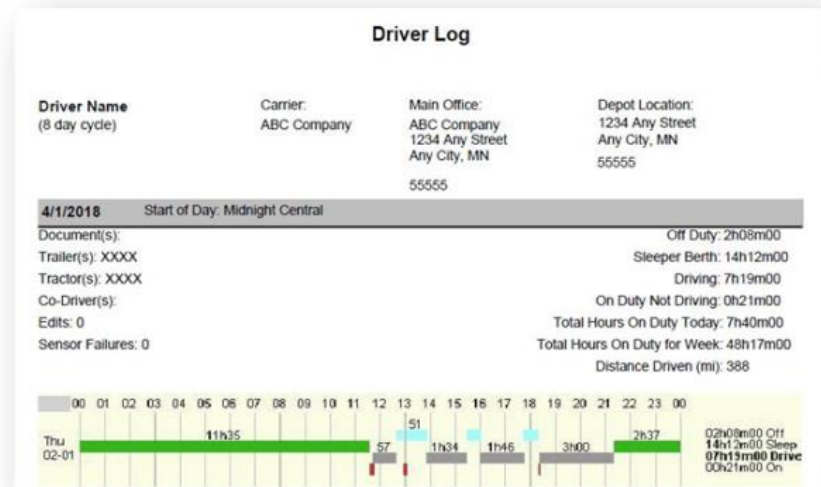 Driver Log
Driver Name
(8 day cycle)
Carrier:
ABC Company
Main Office:
ABC Company
1234 Any Street
Any City, MN
55555
Depot Location:
1234 Any Street
Any City, MN
55555
4/1/2018 Start of Day: Midnight Central
Document(s):
Trailer(s): XXXX
Tractor(s): XXXX
Co-Driver(s):
Edits: 0
Sensor Failures: 0
Off Duty: 2h08m00
Sleeper Berth: 14h12m00
Driving: 7h19m00
On Duty Not Driving: 0h21m00
Total Hours On Duty Today: 7h40m00
Total Hours On Duty for Week: 48h17m00
Distance Driven (mi): 388
00 01 02 03 04 05 06 07 08 09 10 11 12 13 14 15 16 17 18 19 20 21 22 23 00
Thu
02-01
11h35
57
51
1h34
1h46
3h00
2h37
02h08m00 Off
14h12m00 Sleep
07h19m00 Drive
00h21m00 On